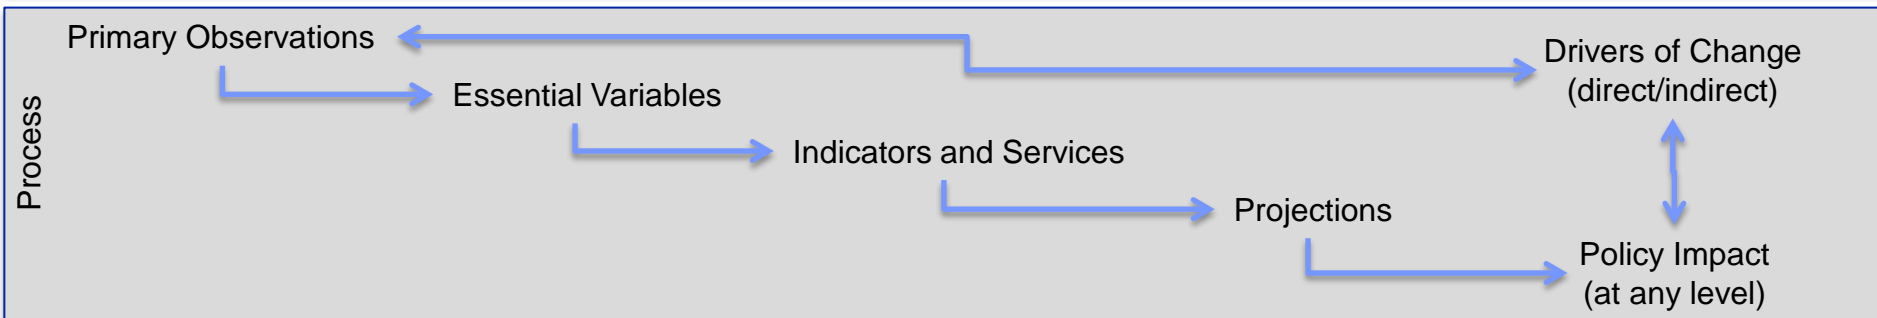 Process
Primary Observations
Essential Variables
Indicators and Services
Projections
Drivers of Change
(direct/indirect)
Policy Impact
(at any level)